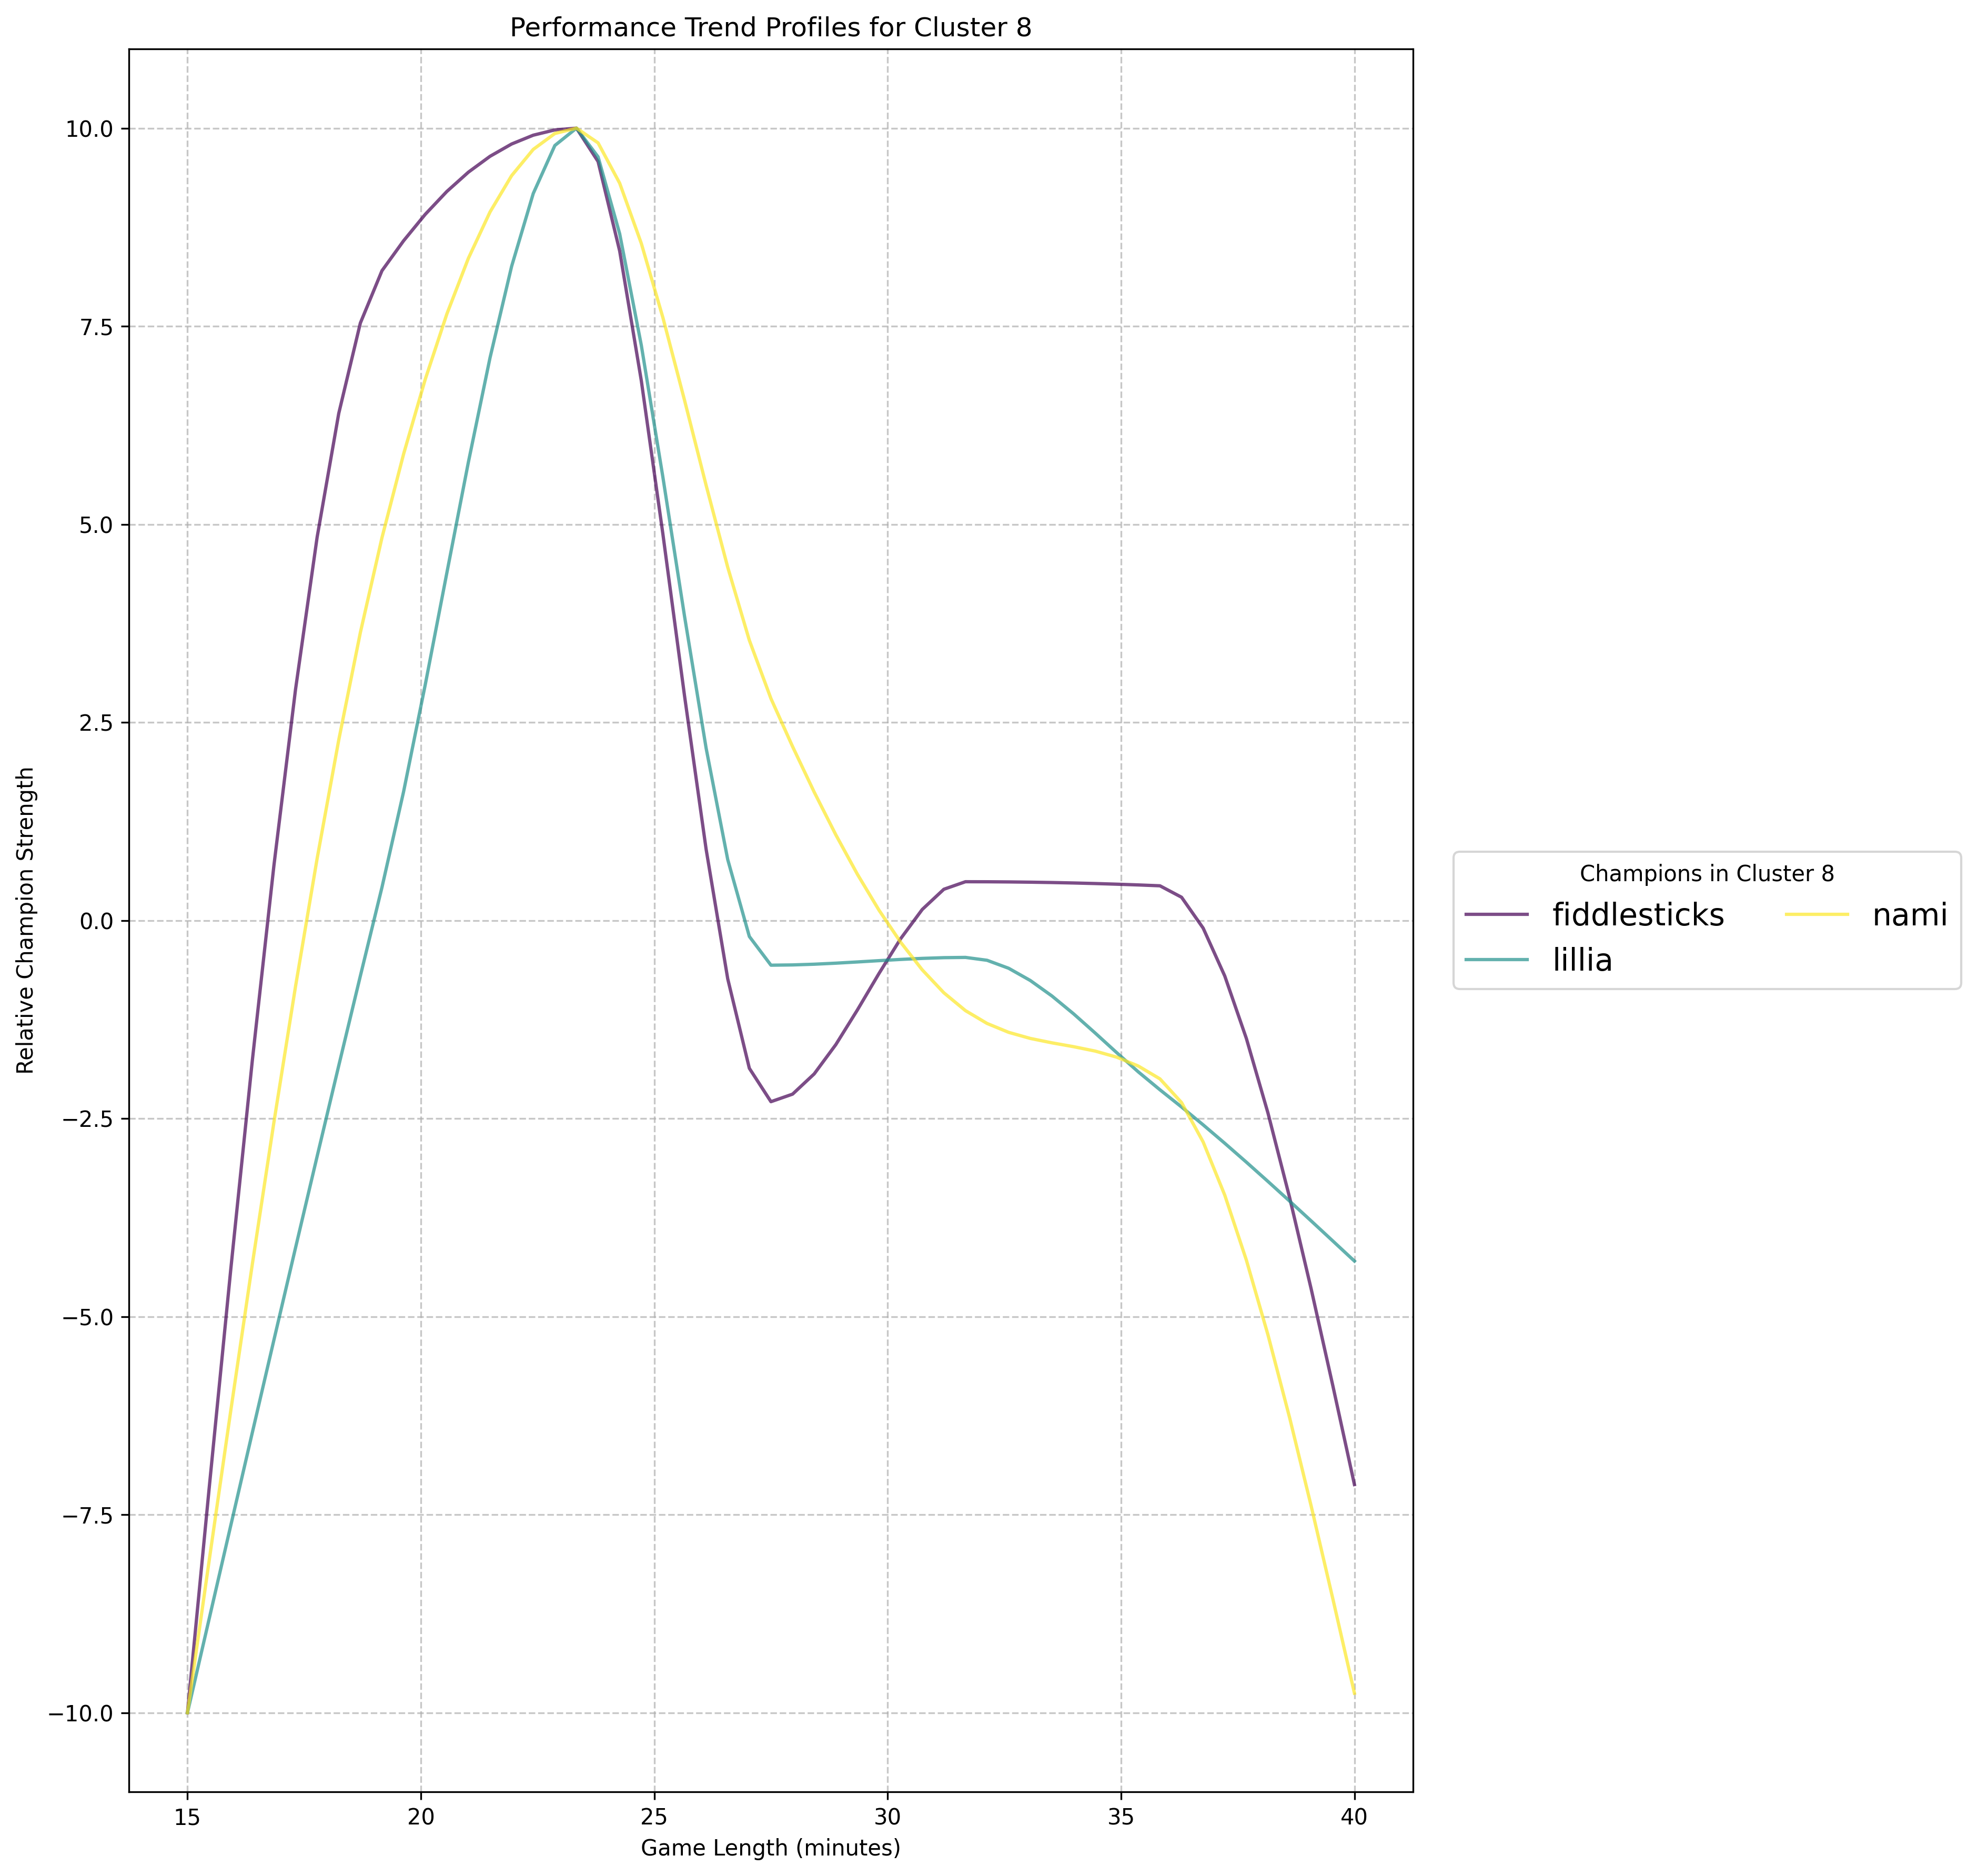 Performance Trend Profiles for Cluster 8
Relative Champion Strength
10.0
7.5
5.0
2.5
0.0
−2.5
−5.0
−7.5
−10.0
15 20 25 30 35 40
Game Length (minutes)
Champions in Cluster 8
fiddlesticks nami
lillia